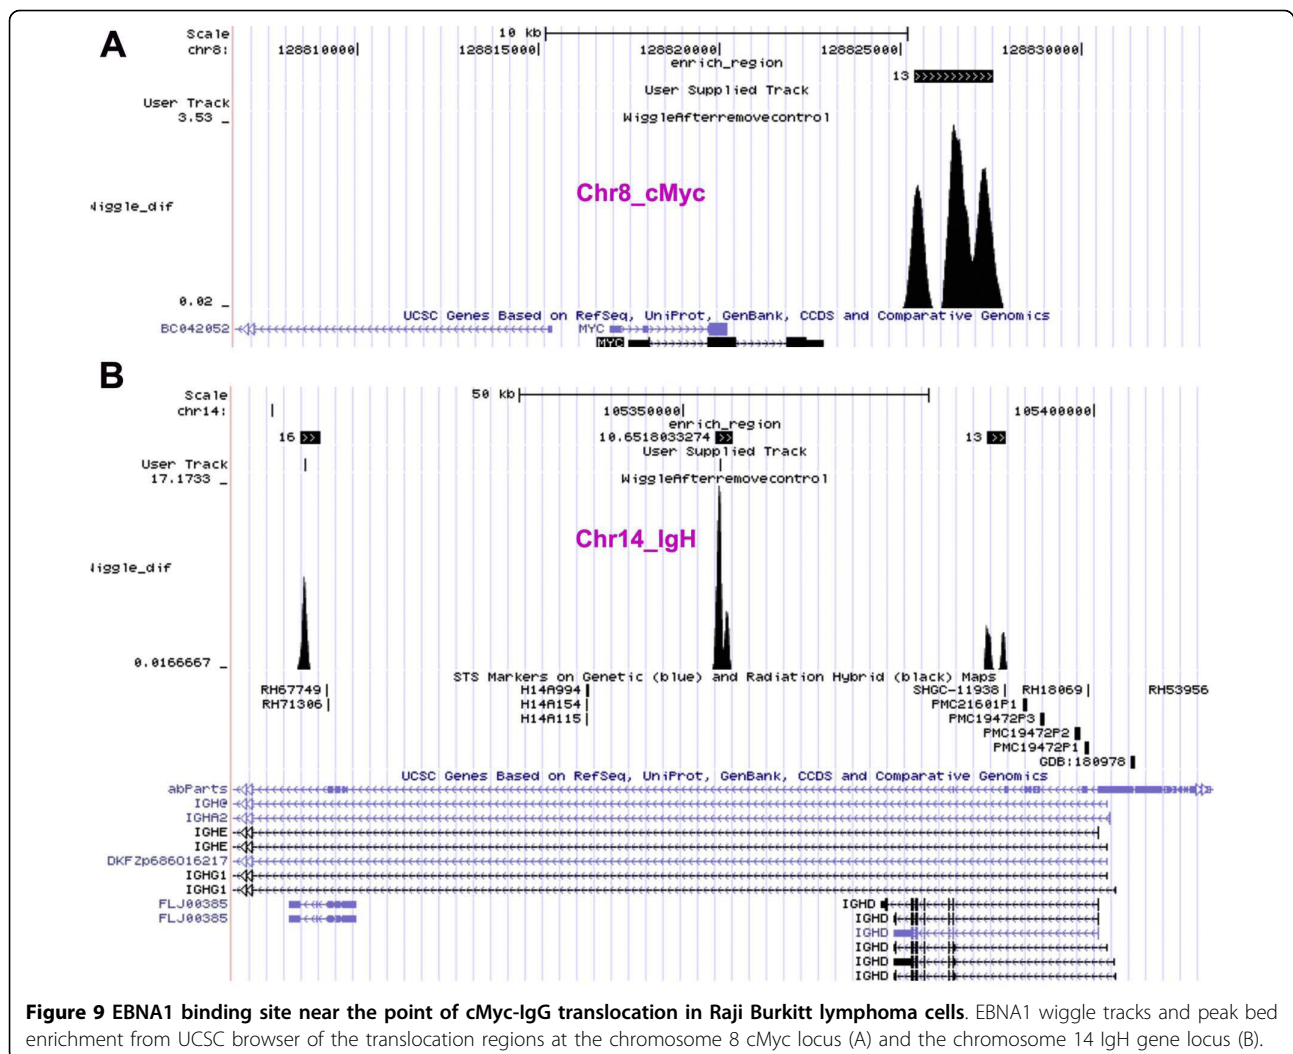 A
Scale 10 kb
chr8: 128810000 128815000 128820000 128825000 128830000
enrich_region
13
User Supplied Track
User Track
3.53 _ WiggleAfterremovecontrol
Chr8_cMyc
Wiggle_dif
0.02 _
UCSC Genes Based on RefSeq, UniProt, GenBank, CCDS and Comparative Genomics
BC042052 MYC
MYC
B
Scale 50 kb
chr14: 105350000 105400000
enrich_region
16 10.6518033274 13
User Supplied Track
User Track
17.1733 _ WiggleAfterremovecontrol
Chr14_IgH
Wiggle_dif
0.0166667 _
STS Markers on Genetic (blue) and Radiation Hybrid (black) Maps
RH67749 H14A994 SHGC-11938 RH18069 RH53956
RH71306 H14A154 PMC21601P1
H14A115 PMC19472P3
PMC19472P2
PMC19472P1
GDB:180978
UCSC Genes Based on RefSeq, UniProt, GenBank, CCDS and Comparative Genomics
abParts
IGH@
IGHA2
IGHE
IGHE
DKFZp686O16217
IGHG1
IGHG1
FLJ00385 IGHD
FLJ00385 IGHD
IGHD
IGHD
IGHD
IGHD
Figure 9 EBNA1 binding site near the point of cMyc-IgG translocation in Raji Burkitt lymphoma cells. EBNA1 wiggle tracks and peak bed
enrichment from UCSC browser of the translocation regions at the chromosome 8 cMyc locus (A) and the chromosome 14 IgH gene locus (B).